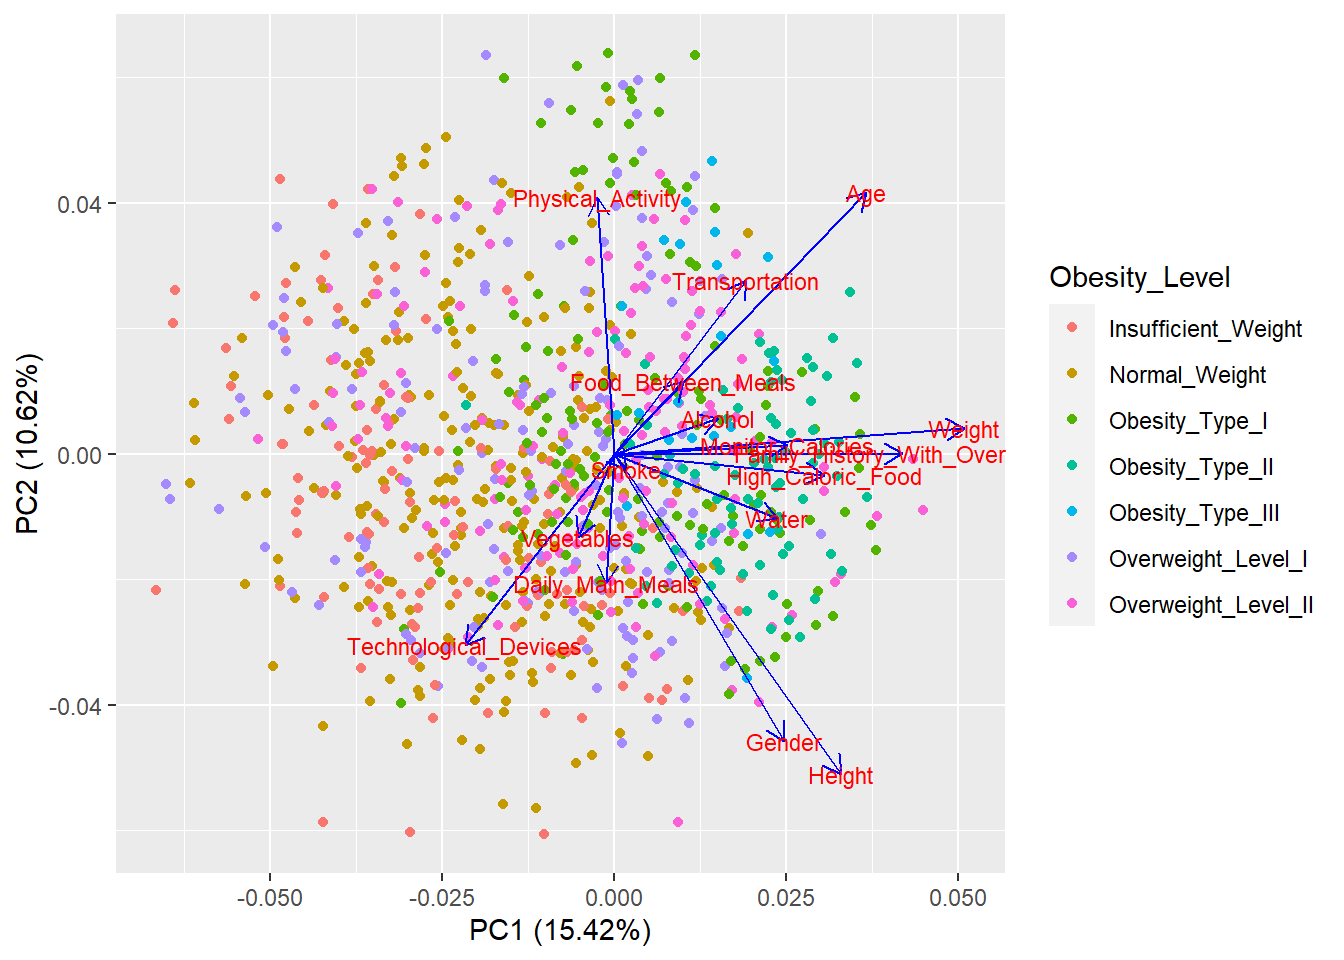 PC2 (10.62%)
0.04
0.00
-0.04
Physical_Activity
Age
Transportation
Food_Between_Meals
Alcohol
Weight
Calories
Family_History_With_Over
Smoke
High_Caloric_Food
Water
Vegetables
Daily_Main_Meals
Technological_Devices
Gender
Height
-0.050
-0.025
0.000
0.025
0.050
PC1 (15.42%)
Obesity_Level
Insufficient_Weight
Normal_Weight
Obesity_Type_I
Obesity_Type_II
Obesity_Type_III
Overweight_Level_I
Overweight_Level_II